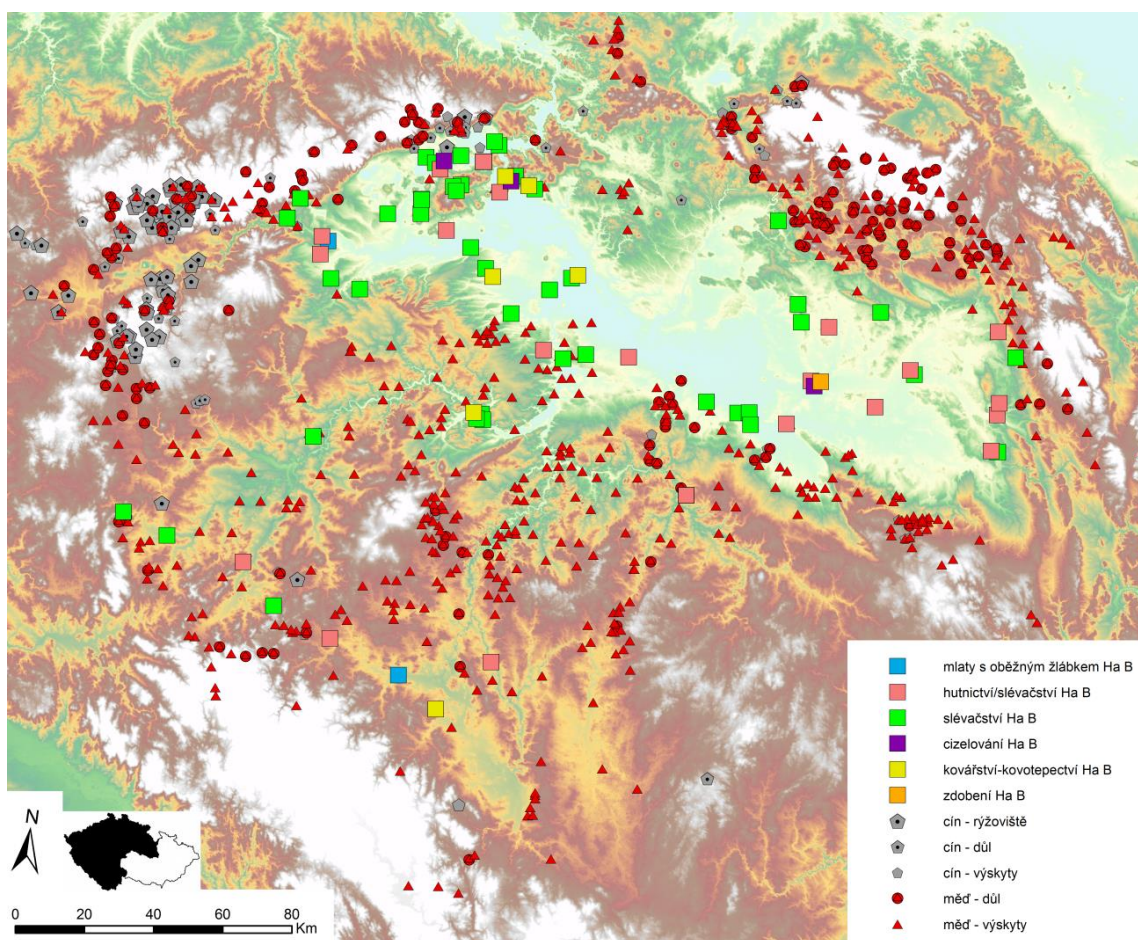 mlaty s oběžným žlábkem Ha B
hutnictví/slévačství Ha B
slévačství Ha B
cizelování Ha B
kovářství-kovotepectví Ha B
zdobení Ha B
cín - rýžoviště
cín - důl
cín - výskyty
měď - důl
měď - výskyty
N
0 20 40 60 80
Km